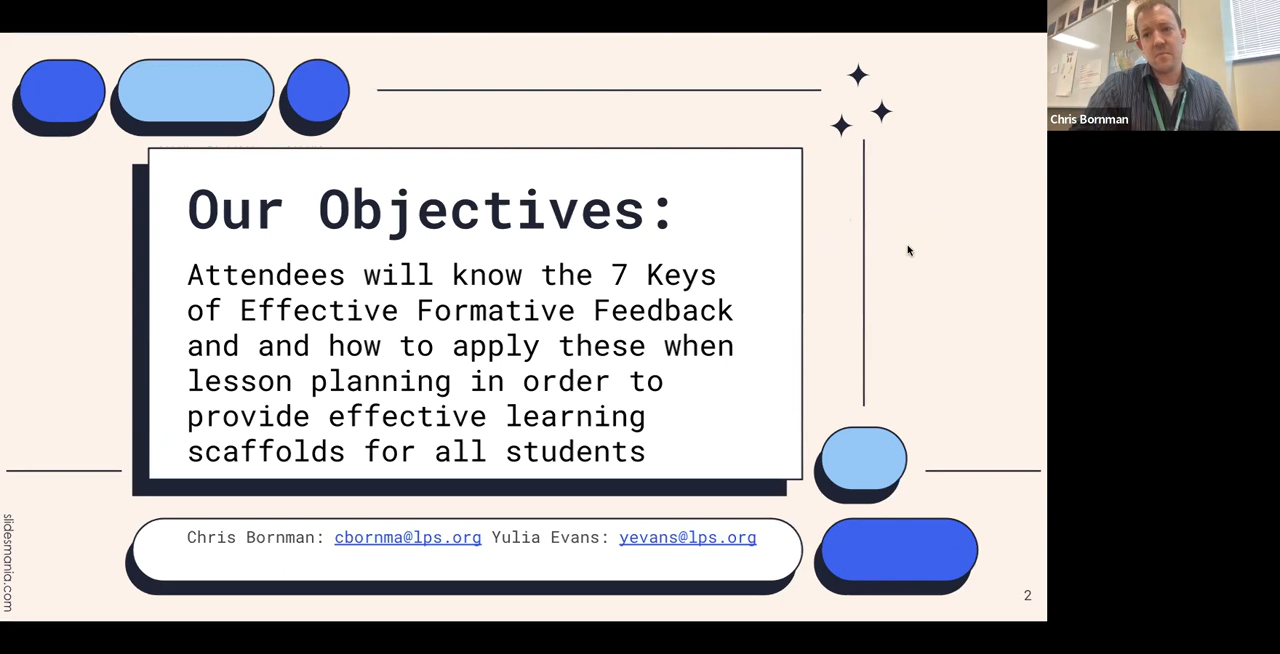 Chris Bornman
Our Objectives:
Attendees will know the 7 Keys
of Effective Formative Feedback
and and how to apply these when
lesson planning in order to
provide effective learning
scaffolds for all students
Chris Bornman: cbornma@lps.org Yulia Evans: yevans@lps.org
slidesmania.com
2